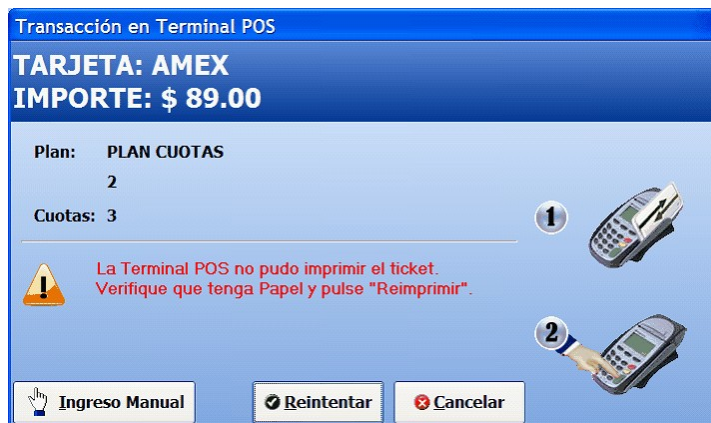 Transacción en Terminal POS
TARJETA: AMEX
IMPORTE: $ 89.00
Plan: PLAN CUOTAS
2
Cuotas: 3
1
La Terminal POS no pudo imprimir el ticket.
Verifique que tenga Papel y pulse "Reimprimir".
2
Ingreso Manual
Reintentar
Cancelar